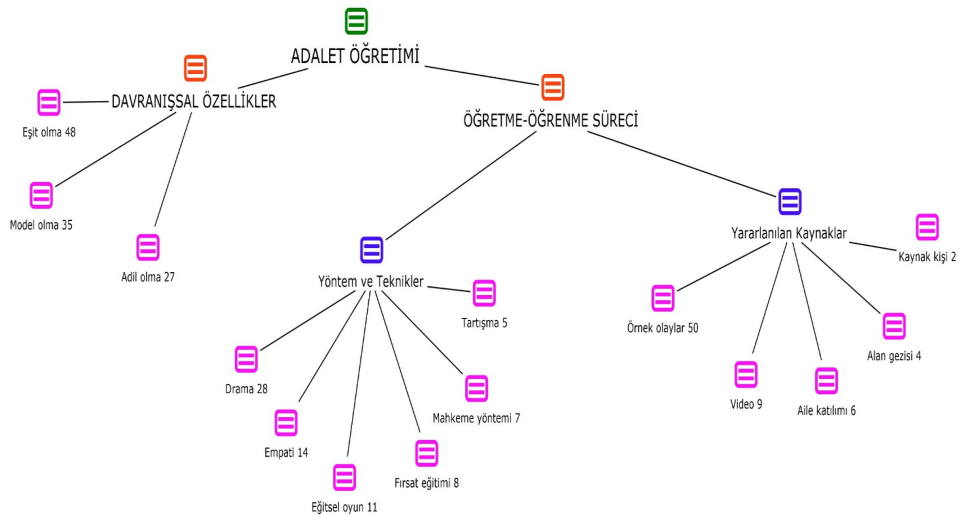 ADALET ÖĞRETİMİ
DAVRANIŞSAL ÖZELLİKLER
Eşit olma 48
Model olma 35
Adil olma 27
ÖĞRETME-ÖĞRENME SÜRECİ
Yöntem ve Teknikler
Drama 28
Empati 14
Eğitsel oyun 11
Fırsat eğitimi 8
Mahkeme yöntemi 7
Tartışma 5
Yararlanılan Kaynaklar
Örnek olaylar 50
Video 9
Aile katılımı 6
Alan gezisi 4
Kaynak kişi 2